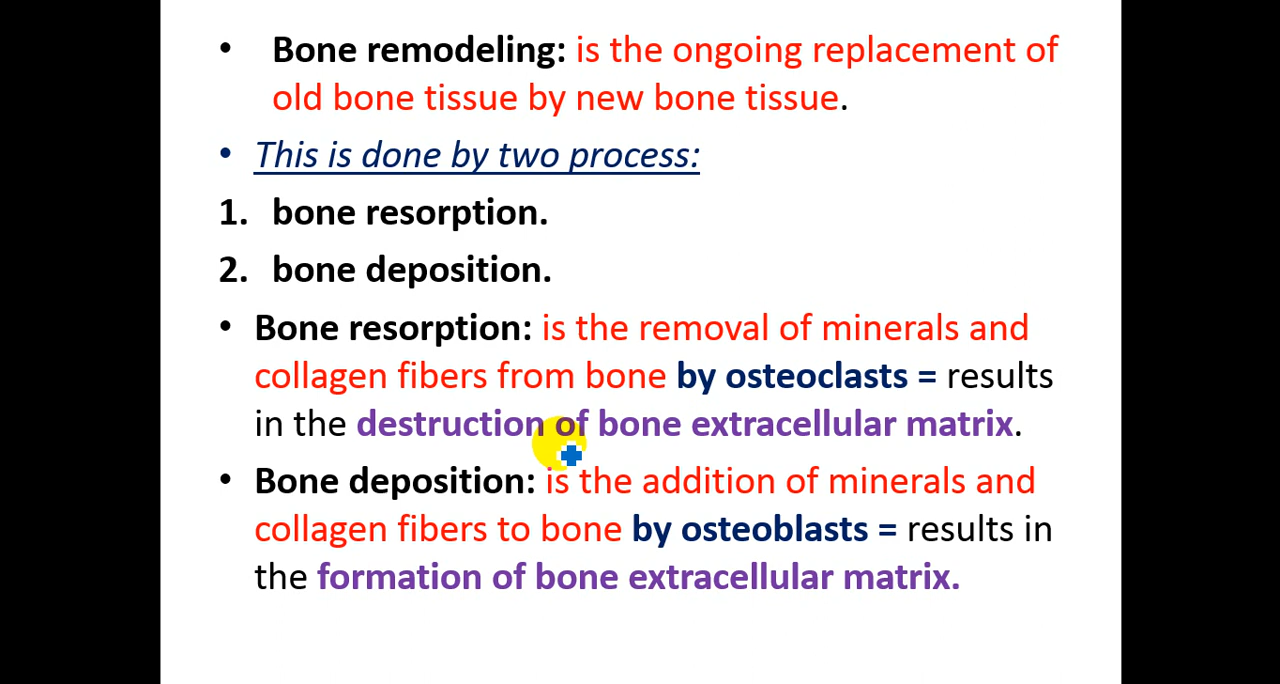 • Bone remodeling: is the ongoing replacement of
old bone tissue by new bone tissue.
• This is done by two process:
1. bone resorption.
2. bone deposition.
• Bone resorption: is the removal of minerals and
collagen fibers from bone by osteoclasts = results
in the destruction of bone extracellular matrix.
• Bone deposition: is the addition of minerals and
collagen fibers to bone by osteoblasts = results in
the formation of bone extracellular matrix.